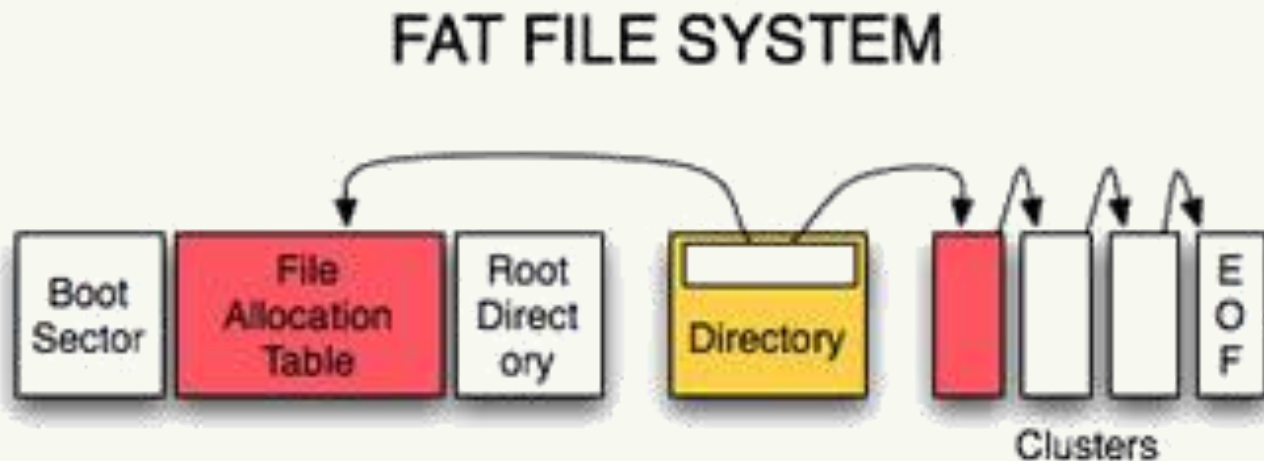 FAT FILE SYSTEM
Boot
Sector
File
Allocation
Table
Root
Direct
ory
Directory
E
O
F
Clusters